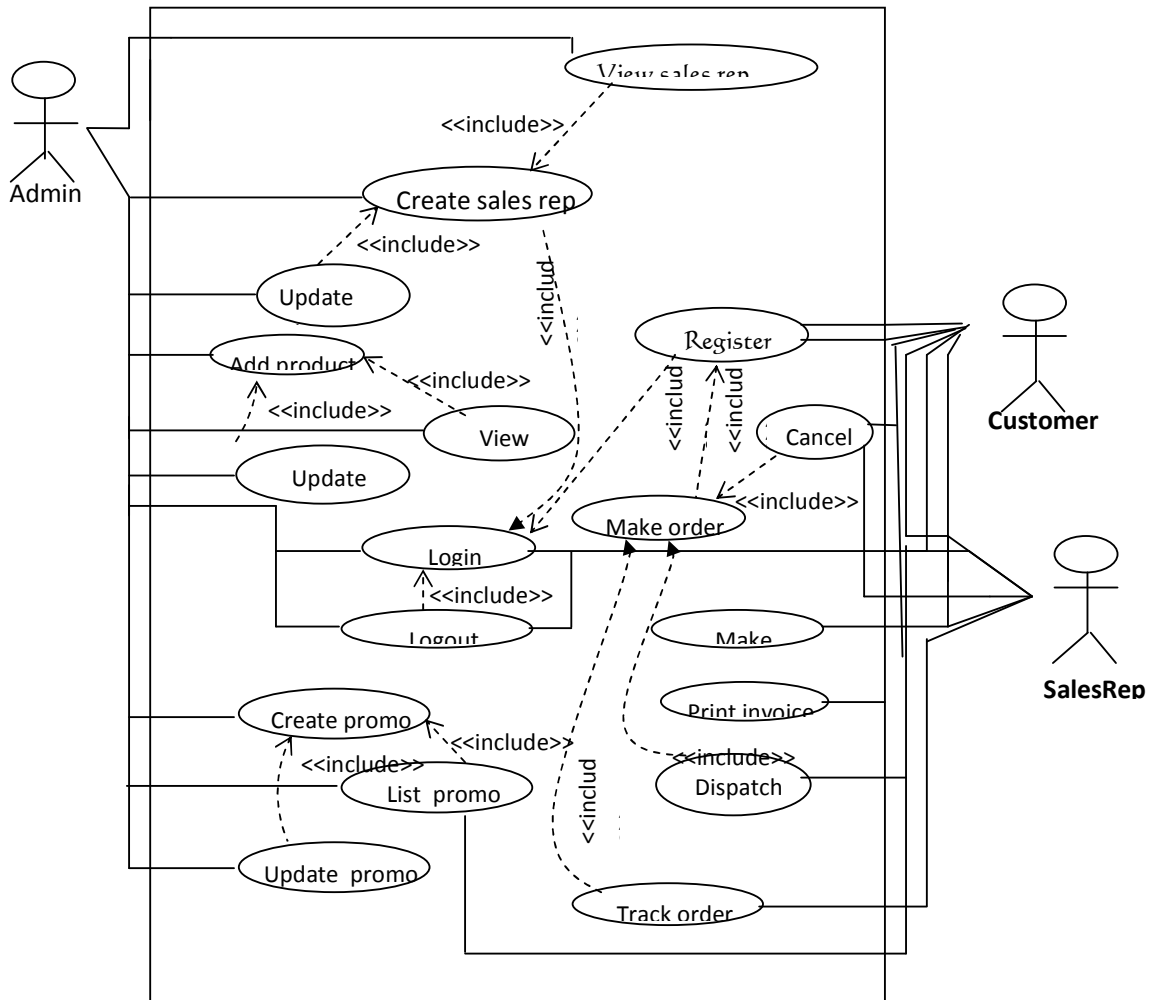 View sales rep
<<include>>
Admin
Create sales rep
<<include>>
<<includ
Update
Register
Add product
<<include>>
<<includ
<<includ
<<include>>
Customer
View
Cancel
Update
<<include>>
Make order
Login
<<include>>
Logout
Make
SalesRep
Print invoice
Create promo
<<include>>
<<include>>
<<include>>
<<includ
List promo
Dispatch
Update promo
Track order